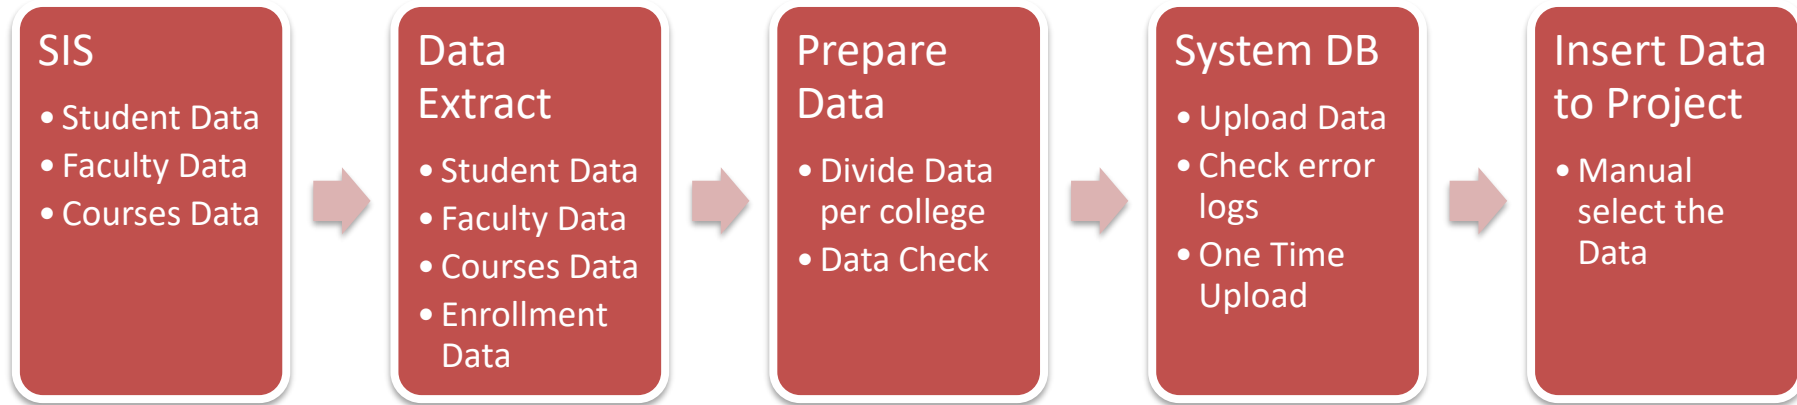 SIS
• Student Data
• Faculty Data
• Courses Data
Data
Extract
• Student Data
• Faculty Data
• Courses Data
• Enrollment
Data
Prepare
Data
• Divide Data
per college
• Data Check
System DB
• Upload Data
• Check error
logs
• One Time
Upload
Insert Data
to Project
• Manual
select the
Data